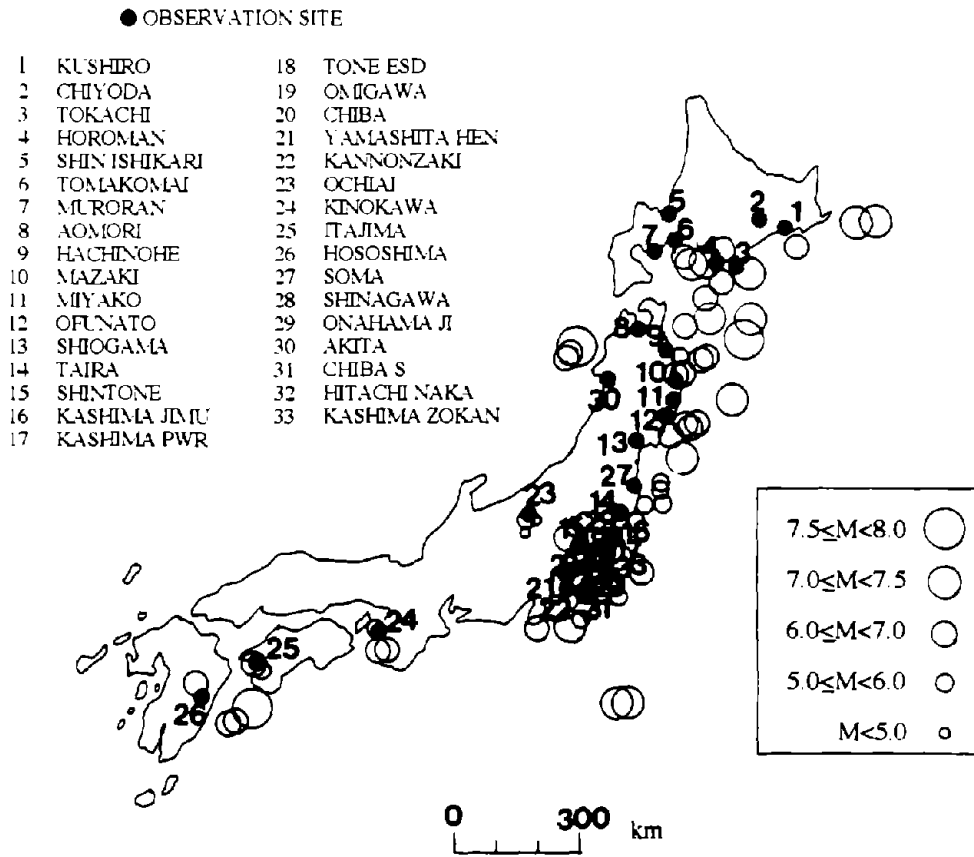 ● OBSERVATION SITE
1 KUSHIRO
2 CHIYODA
3 TOKACHI
4 HOROMAN
5 SHIN ISHIKARI
6 TOMAKOMAI
7 MURORAN
8 AOMORI
9 HACHINOHE
10 MAZAKI
11 MIYAKO
12 OFUNATO
13 SHIOGAMA
14 TAIRA
15 SHINTONE
16 KASHIMA JIMU
17 KASHIMA PWR
18 TONE ESD
19 OMIGAWA
20 CHIBA
21 YAMASHITA HEN
22 KANNONZAKI
23 OCHIAI
24 KINOKAWA
25 ITAJIMA
26 HOSOSHIMA
27 SOMA
28 SHINAGAWA
29 ONAHAMA JI
30 AKITA
31 CHIBA S
32 HITACHI NAKA
33 KASHIMA ZOKAN
5
2
1
6
7
4
3
8
9
10
30
11
12
13
27
23
14
21
24
25
26
7.5≤M<8.0
7.0≤M<7.5
6.0≤M<7.0
5.0≤M<6.0
M<5.0
0 300 km